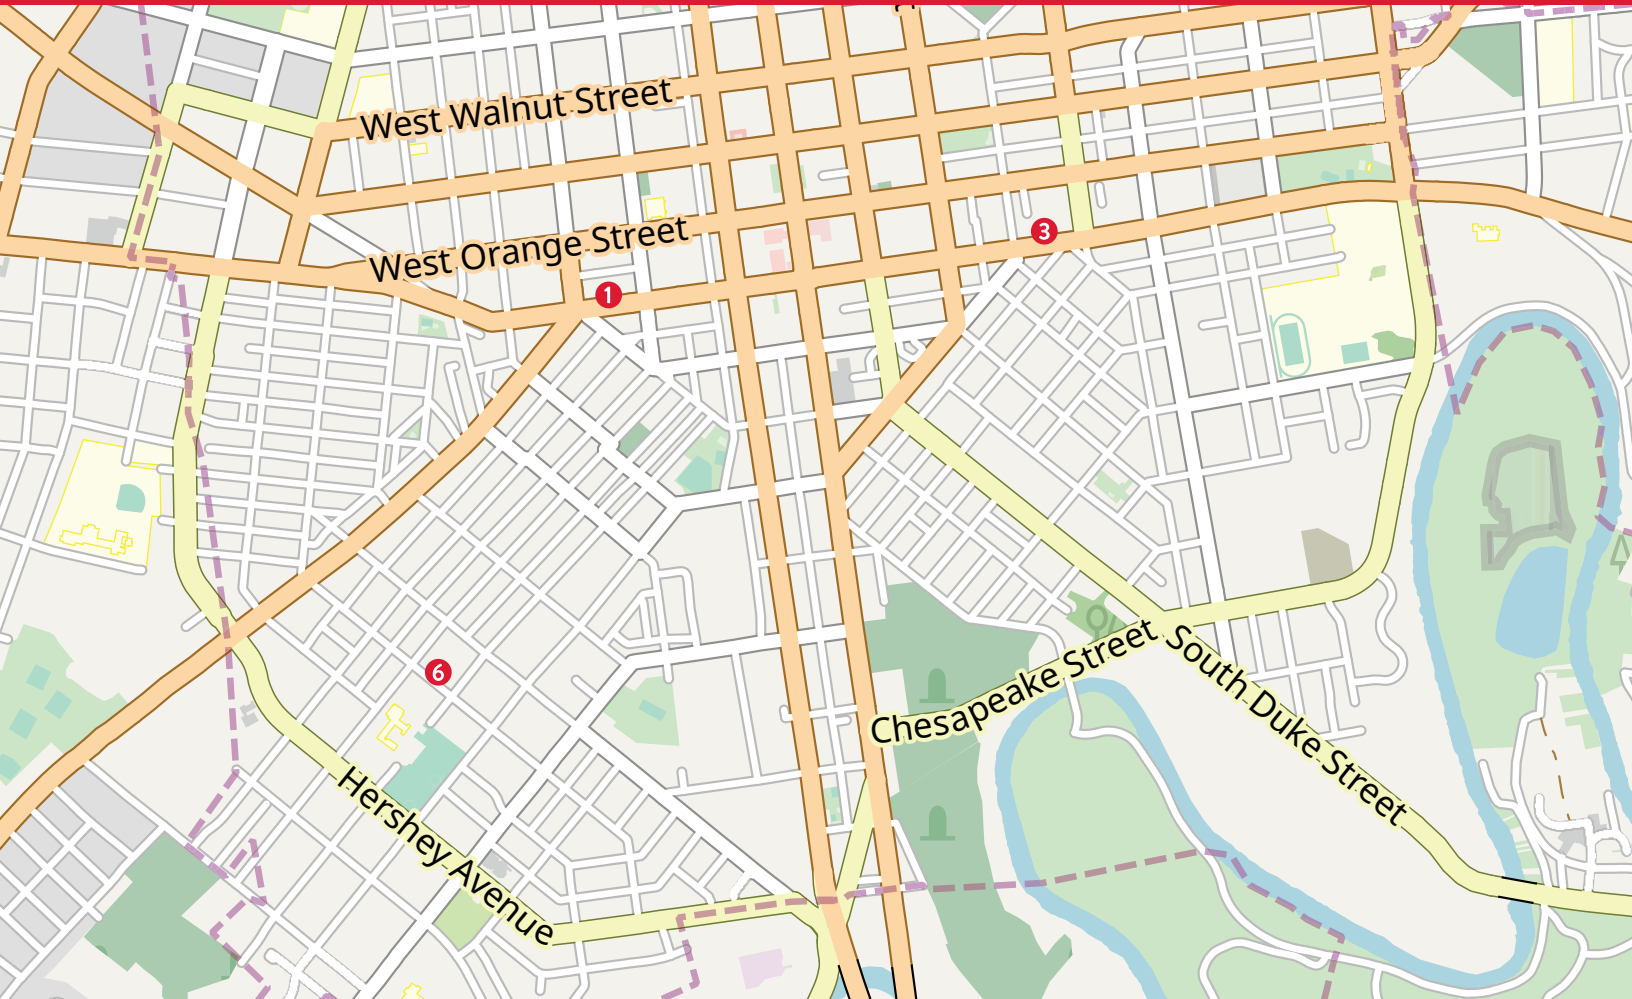 West Walnut Street
West Orange Street
3
1
6
Chesapeake Street
South Duke Street
Hershey Avenue